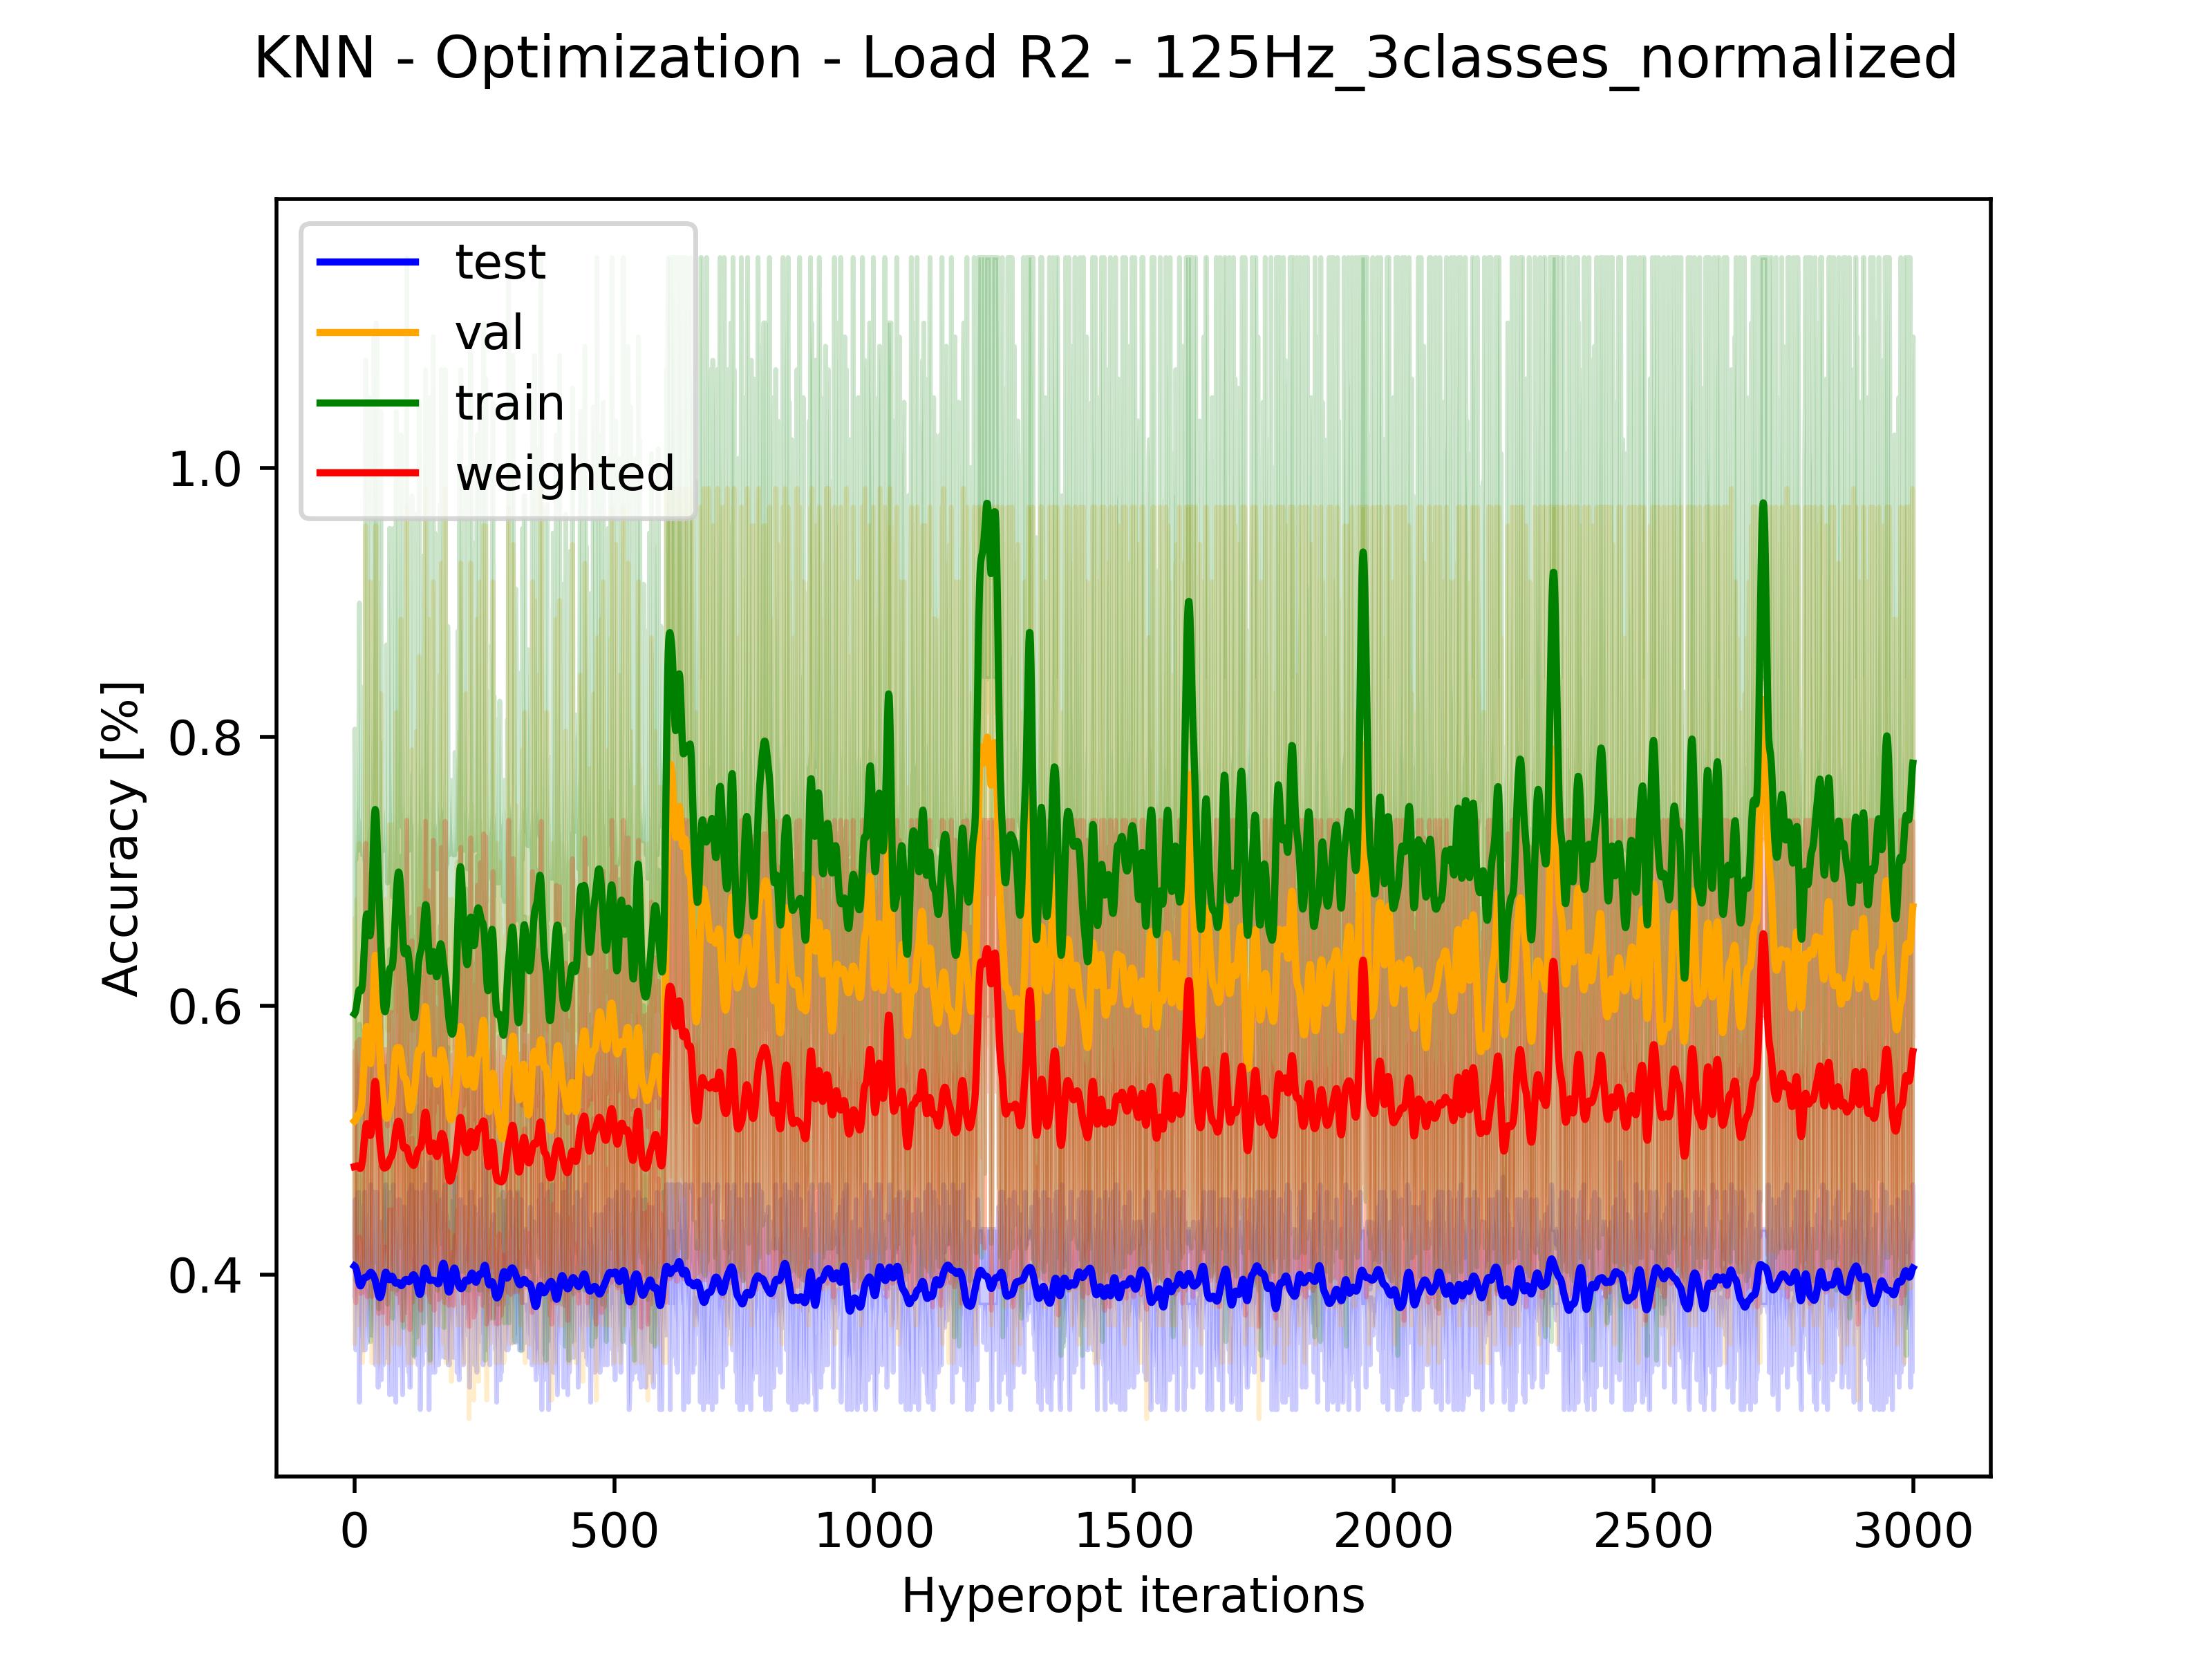 KNN - Optimization - Load R2 - 125Hz_3classes_normalized
test
val
train
weighted
1.0
0.8
0.6
0.4
Accuracy [%]
0 500 1000 1500 2000 2500 3000
Hyperopt iterations